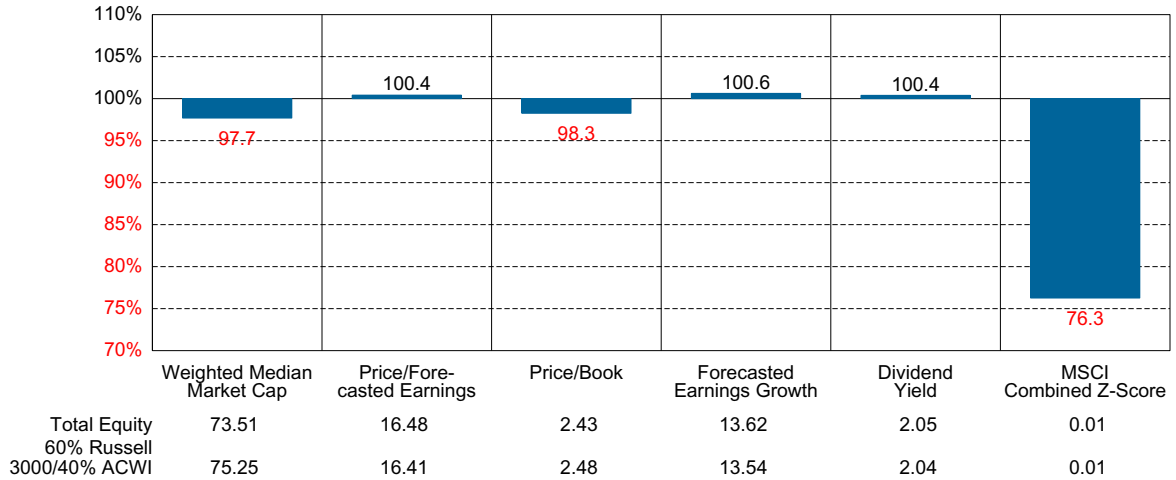 110%
105%
100%
95%
90%
85%
80%
75%
70%
97.7
100.4
98.3
100.6
100.4
76.3
Weighted Median
Market Cap
Price/Fore-
casted Earnings
Price/Book
Forecasted
Earnings Growth
Dividend
Yield
MSCI
Combined Z-Score
Total Equity 73.51 16.48 2.43 13.62 2.05 0.01
60% Russell
3000/40% ACWI 75.25 16.41 2.48 13.54 2.04 0.01